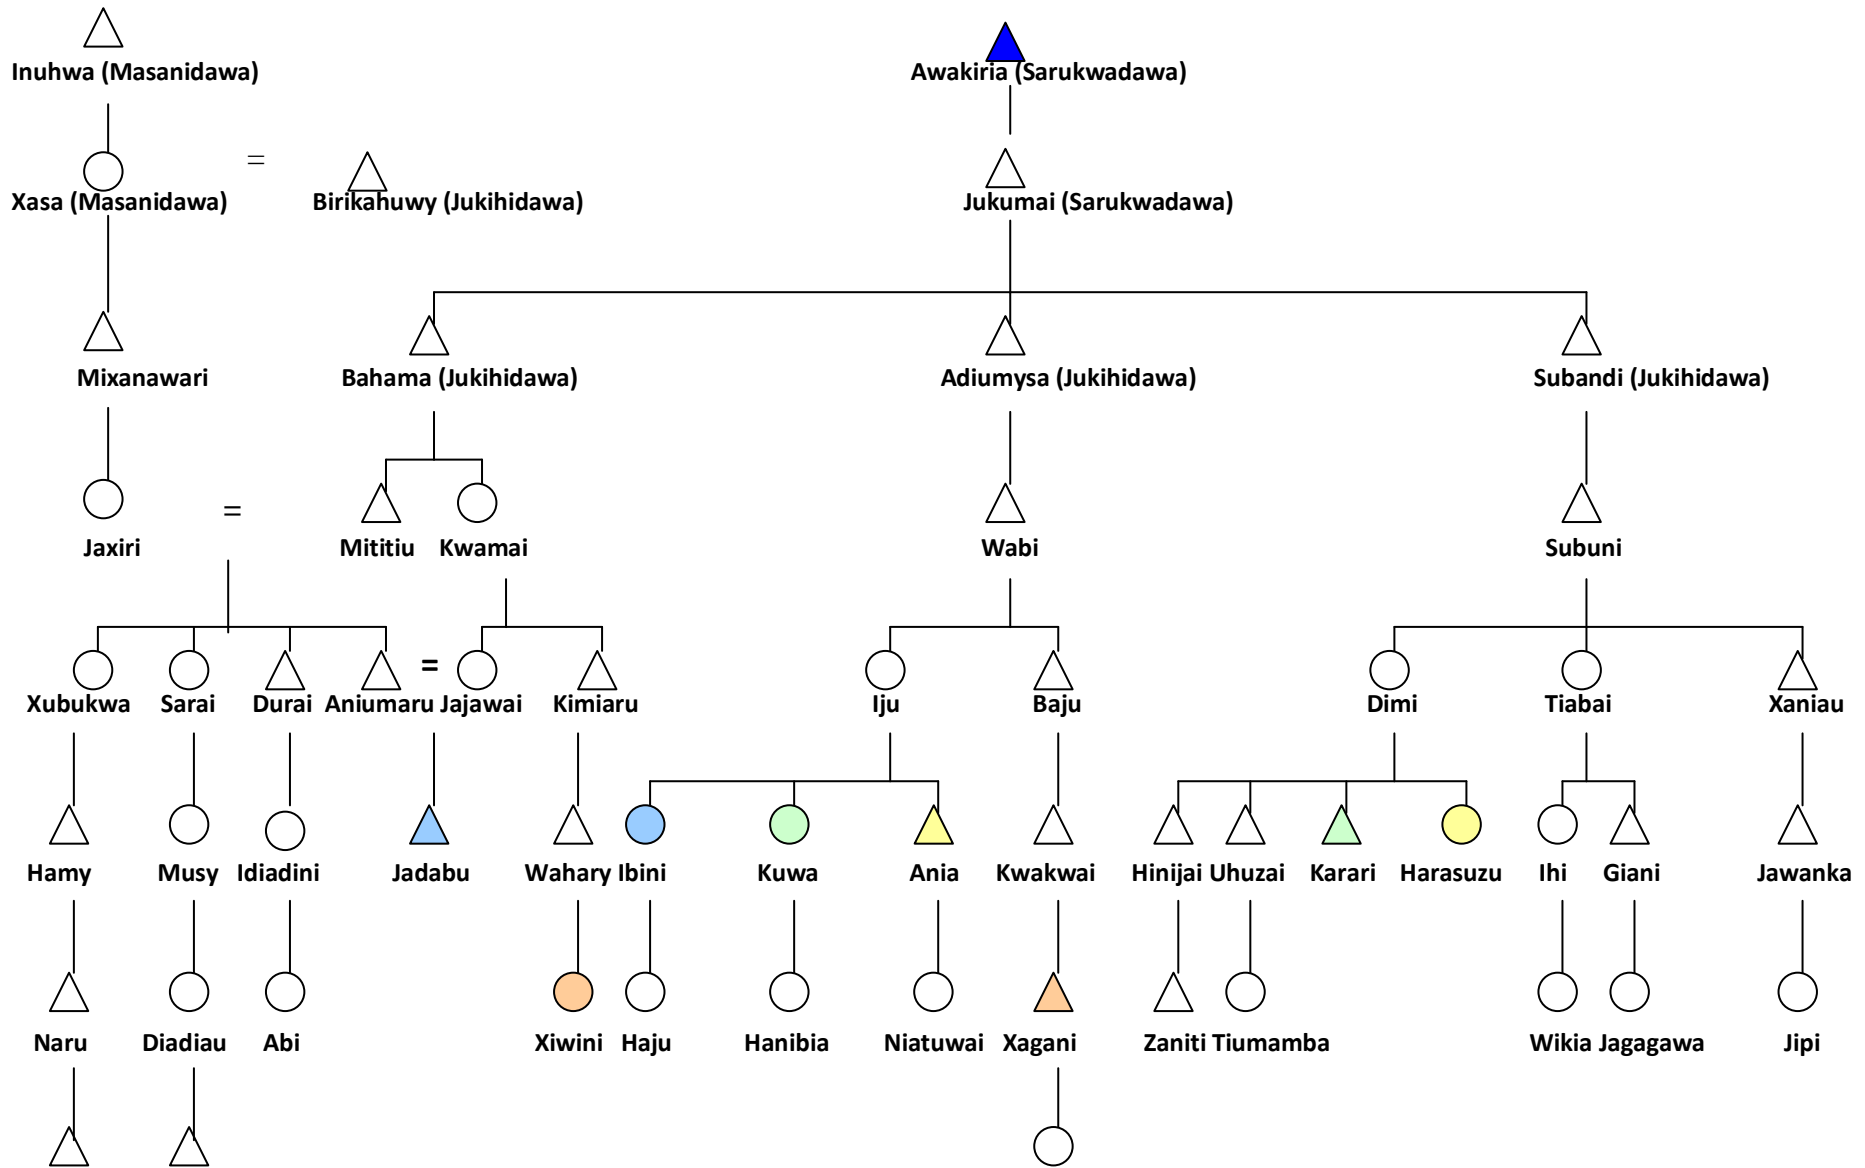 Inuhwa (Masanidawa) Awakiria (Sarukwadawa)
=
Xasa (Masanidawa) Birikahuwy (Jukihidawa) Jukumai (Sarukwadawa)
Mixanawari Bahama (Jukihidawa) Adiumysa (Jukihidawa) Subandi (Jukihidawa)
=
Jaxiri Mititiu Kwamai Wabi Subuni
=
Xubukwa Sarai Durai Aniumaru Jajawai Kimiaru Iju Baju Dimi Tiabai Xaniau
Hamy Musy Idiadini Jadabu Wahary Ibini Kuwa Ania Kwakwai Hinijai Uhuzai Karari Harasuzu Ihi Giani Jawanka
Naru Diadiau Abi Xiwini Haju Hanibia Niatuwai Xagani Zaniti Tiumamba Wikia Jagagawa Jipi